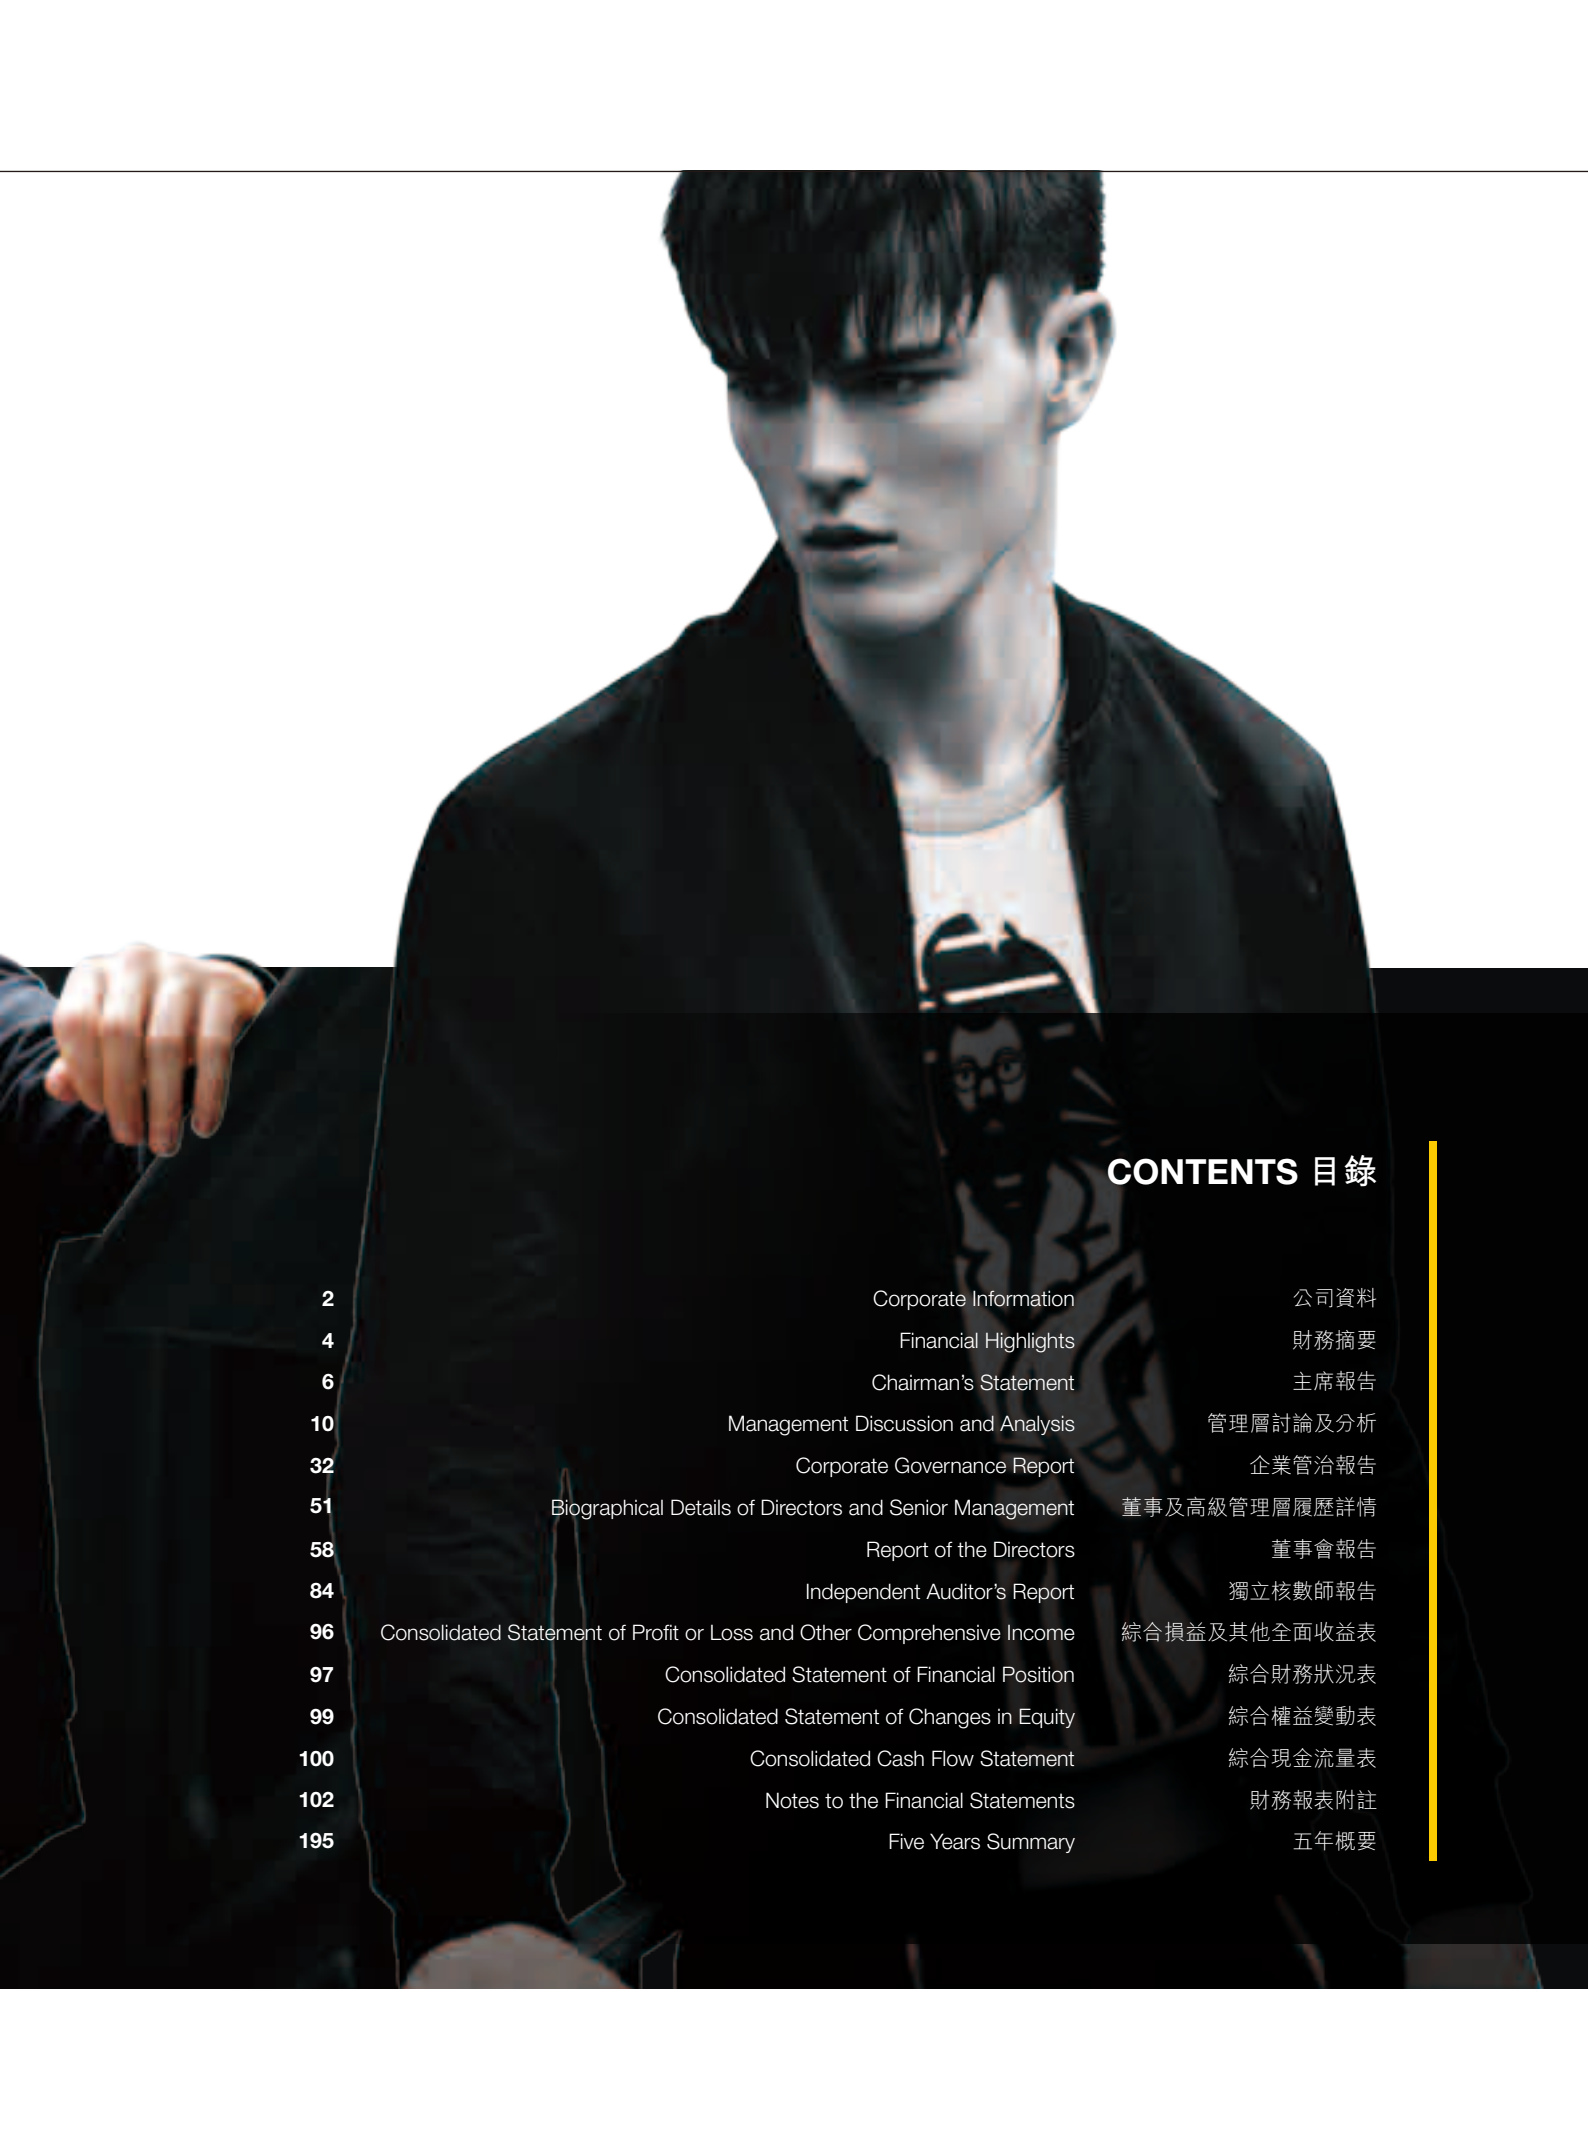 CONTENTS 目錄
2 Corporate Information 公司資料
4 Financial Highlights 財務摘要
6 Chairman’s Statement 主席報告
10 Management Discussion and Analysis 管理層討論及分析
32 Corporate Governance Report 企業管治報告
51 Biographical Details of Directors and Senior Management 董事及高級管理層履歷詳情
58 Report of the Directors 董事會報告
84 Independent Auditor’s Report 獨立核數師報告
96 Consolidated Statement of Profit or Loss and Other Comprehensive Income 綜合損益及其他全面收益表
97 Consolidated Statement of Financial Position 綜合財務狀況表
99 Consolidated Statement of Changes in Equity 綜合權益變動表
100 Consolidated Cash Flow Statement 綜合現金流量表
102 Notes to the Financial Statements 財務報表附註
195 Five Years Summary 五年概要